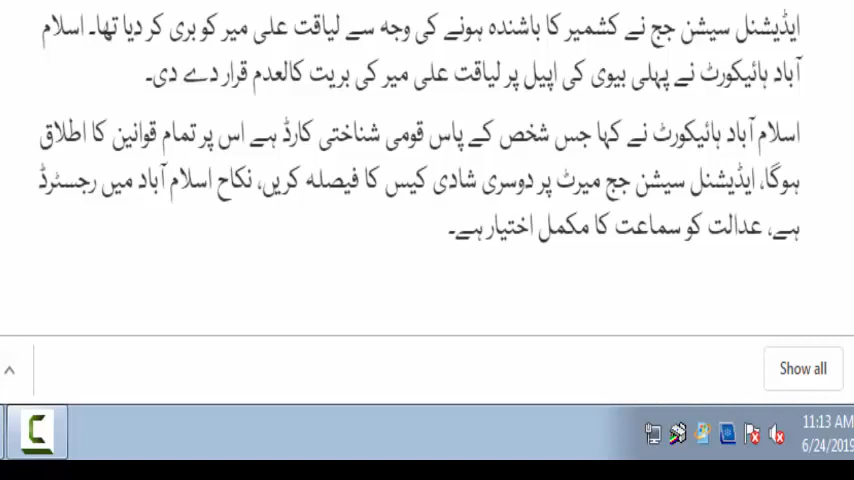 ایڈیشنل سیشن جج نے کشمیر کا باشندہ ہونے کی وجہ سے لیاقت علی میر کو بری کر دیا تھا۔ اسلام
آباد ہائیکورٹ نے پہلی بیوی کی اپیل پر لیاقت علی میر کی بریت کالعدم قرار دے دی۔
اسلام آباد ہائیکورٹ نے کہا جس شخص کے پاس قومی شناختی کارڈ ہے اس پر تمام قوانین کا اطلاق
ہوگا، ایڈیشنل سیشن جج میرٹ پر دوسری شادی کیس کا فیصلہ کریں، نکاح اسلام آباد میں رجسٹرڈ
ہے، عدالت کو سماعت کا مکمل اختیار ہے۔
Show all
11:13 AM
6/24/2019